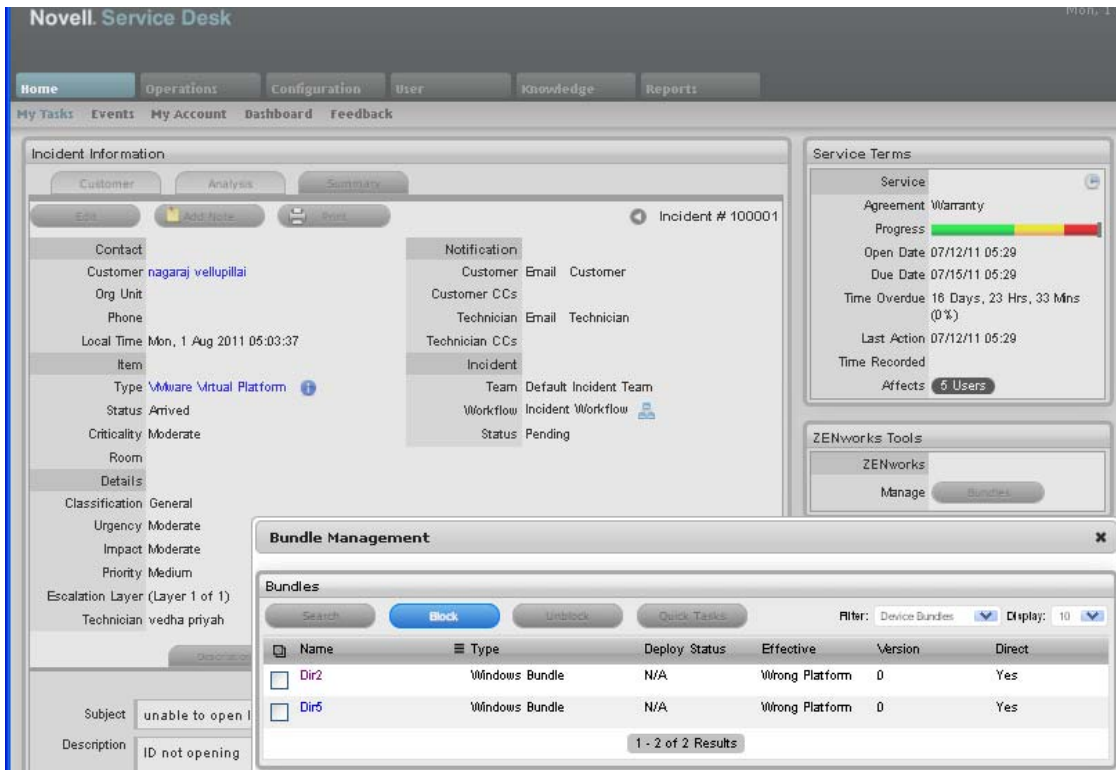 Novell. Service Desk
Mon, 1
Home Operations Configuration User Knowledge Reports
My Tasks Events My Account Dashboard Feedback
Incident Information
Customer Analysis Summary
Edit Add Note Print Incident # 100001
Contact
Customer nagaraj vellupillai
Org Unit
Phone
Local Time Mon, 1 Aug 2011 05:03:37
Item
Type VMware Virtual Platform
Status Arrived
Criticality Moderate
Room
Details
Classification General
Urgency Moderate
Impact Moderate
Priority Medium
Escalation Layer (Layer 1 of 1)
Technician vedha priyah
Description
Subject unable to open
Description ID not opening
Notification
Customer Email Customer
Customer CCs
Technician Email Technician
Technician CCs
Incident
Team Default Incident Team
Workflow Incident Workflow
Status Pending
Service Terms
Service
Agreement Warranty
Progress
Open Date 07/12/11 05:29
Due Date 07/15/11 05:29
Time Overdue 16 Days, 23 Hrs, 33 Mins
(0%)
Last Action 07/12/11 05:29
Time Recorded
Affects 5 Users
ZENworks Tools
ZENworks
Manage Bundles
Bundle Management
Bundles
Search Block Unblock Quick Tasks Filter: Device Bundles Display: 10
Name Type Deploy Status Effective Version Direct
Dir2 Windows Bundle N/A Wrong Platform 0 Yes
Dir5 Windows Bundle N/A Wrong Platform 0 Yes
1 - 2 of 2 Results